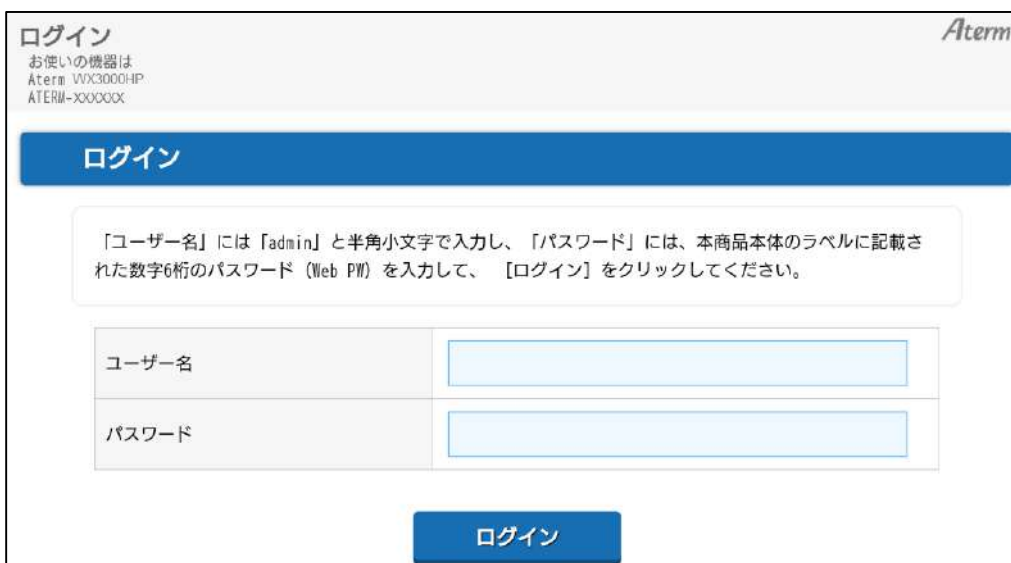 ログイン
Aterm
お使いの機器は
Aterm WX3000HP
ATERM-XXXXXX
ログイン
「ユーザー名」には「admin」と半角小文字で入力し、「パスワード」には、本商品本体のラベルに記載さ
れた数字6桁のパスワード (Web PW) を入力して、 [ログイン] をクリックしてください。
ユーザー名
パスワード
ログイン